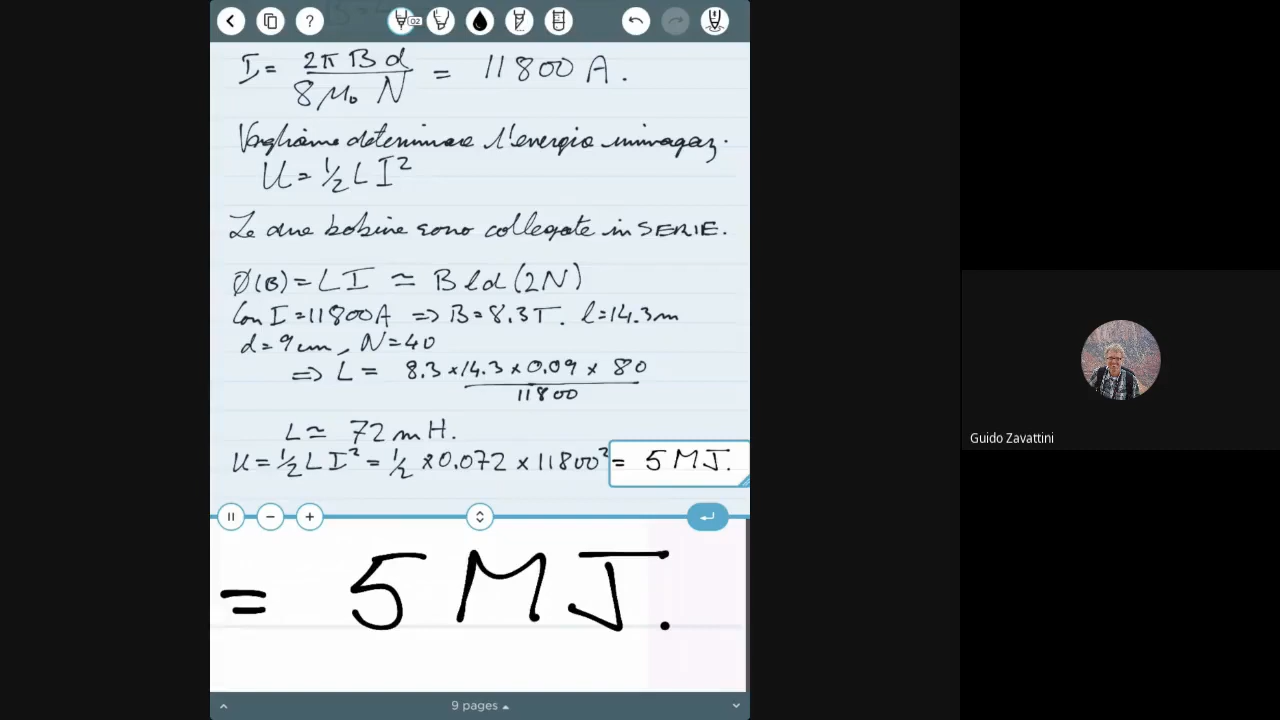 ?
02
I = 2π B d / 8 μ₀ N = 11800 A.
Vogliamo determinare l'energia immagaz.
U = ½ L I²
Le due bobine sono collegate in SERIE.
Ø(B) = L I ≃ B l d (2N)
Con I = 11800 A ⇒ B = 8.3 T. l = 14.3 m
d = 9 cm, N = 40
⇒ L = 8.3 × 14.3 × 0.09 × 80 / 11800
L ≃ 72 m H.
U = ½ L I² = ½ × 0.072 × 11800² = 5 MJ.
= 5 MJ.
9 pages
Guido Zavattini